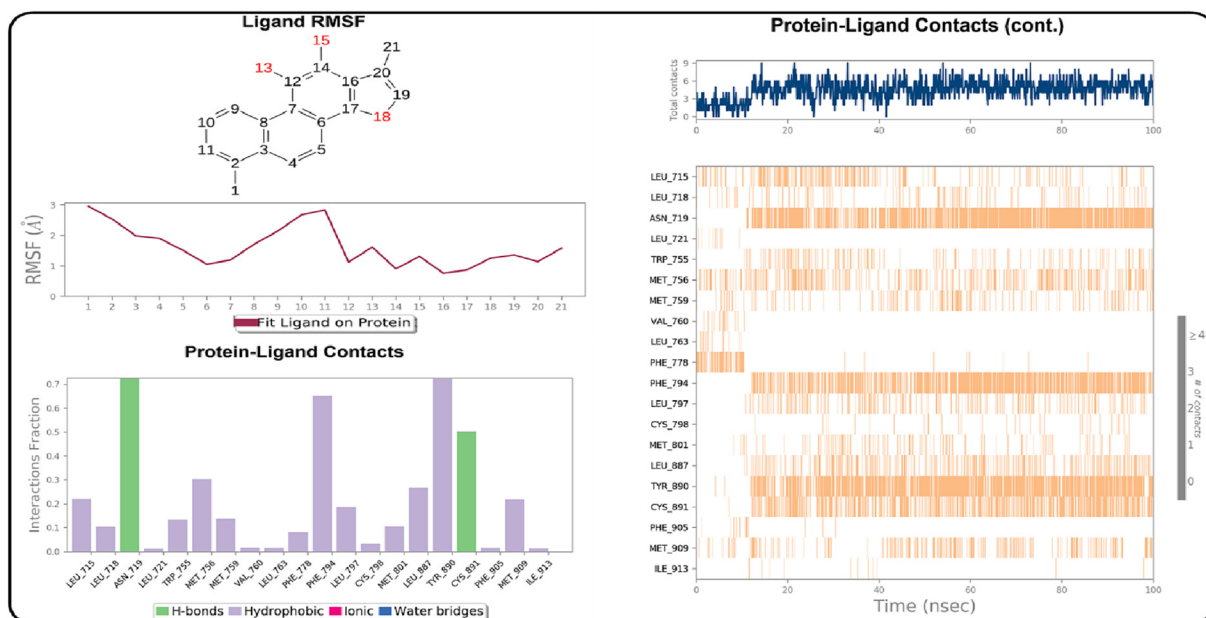 Ligand RMSF
15
21
13
14
12
20
16
19
9
7
17
18
10
8
6
11
3
5
2
4
1
RMSF (Å)
3
2
1
0
1 2 3 4 5 6 7 8 9 10 11 12 13 14 15 16 17 18 19 20 21
Fit Ligand on Protein
Protein-Ligand Contacts
Interactions Fraction
0.7
0.6
0.5
0.4
0.3
0.2
0.1
0.0
LEU_715 LEU_718 ASN_719 LEU_721 TRP_755 MET_756 MET_759 VAL_760 LEU_763 PHE_778 PHE_794 LEU_797 CYS_798 MET_801 LEU_887 TYR_890 CYS_891 PHE_905 MET_909 ILE_913
H-bonds Hydrophobic Ionic Water bridges
Protein-Ligand Contacts (cont.)
Total contacts
9
6
3
0
0 20 40 60 80 100
LEU_715
LEU_718
ASN_719
LEU_721
TRP_755
MET_756
MET_759
VAL_760
LEU_763
PHE_778
PHE_794
LEU_797
CYS_798
MET_801
LEU_887
TYR_890
CYS_891
PHE_905
MET_909
ILE_913
0 20 40 60 80 100
Time (nsec)
≥4
3
2
1
0
# of contacts